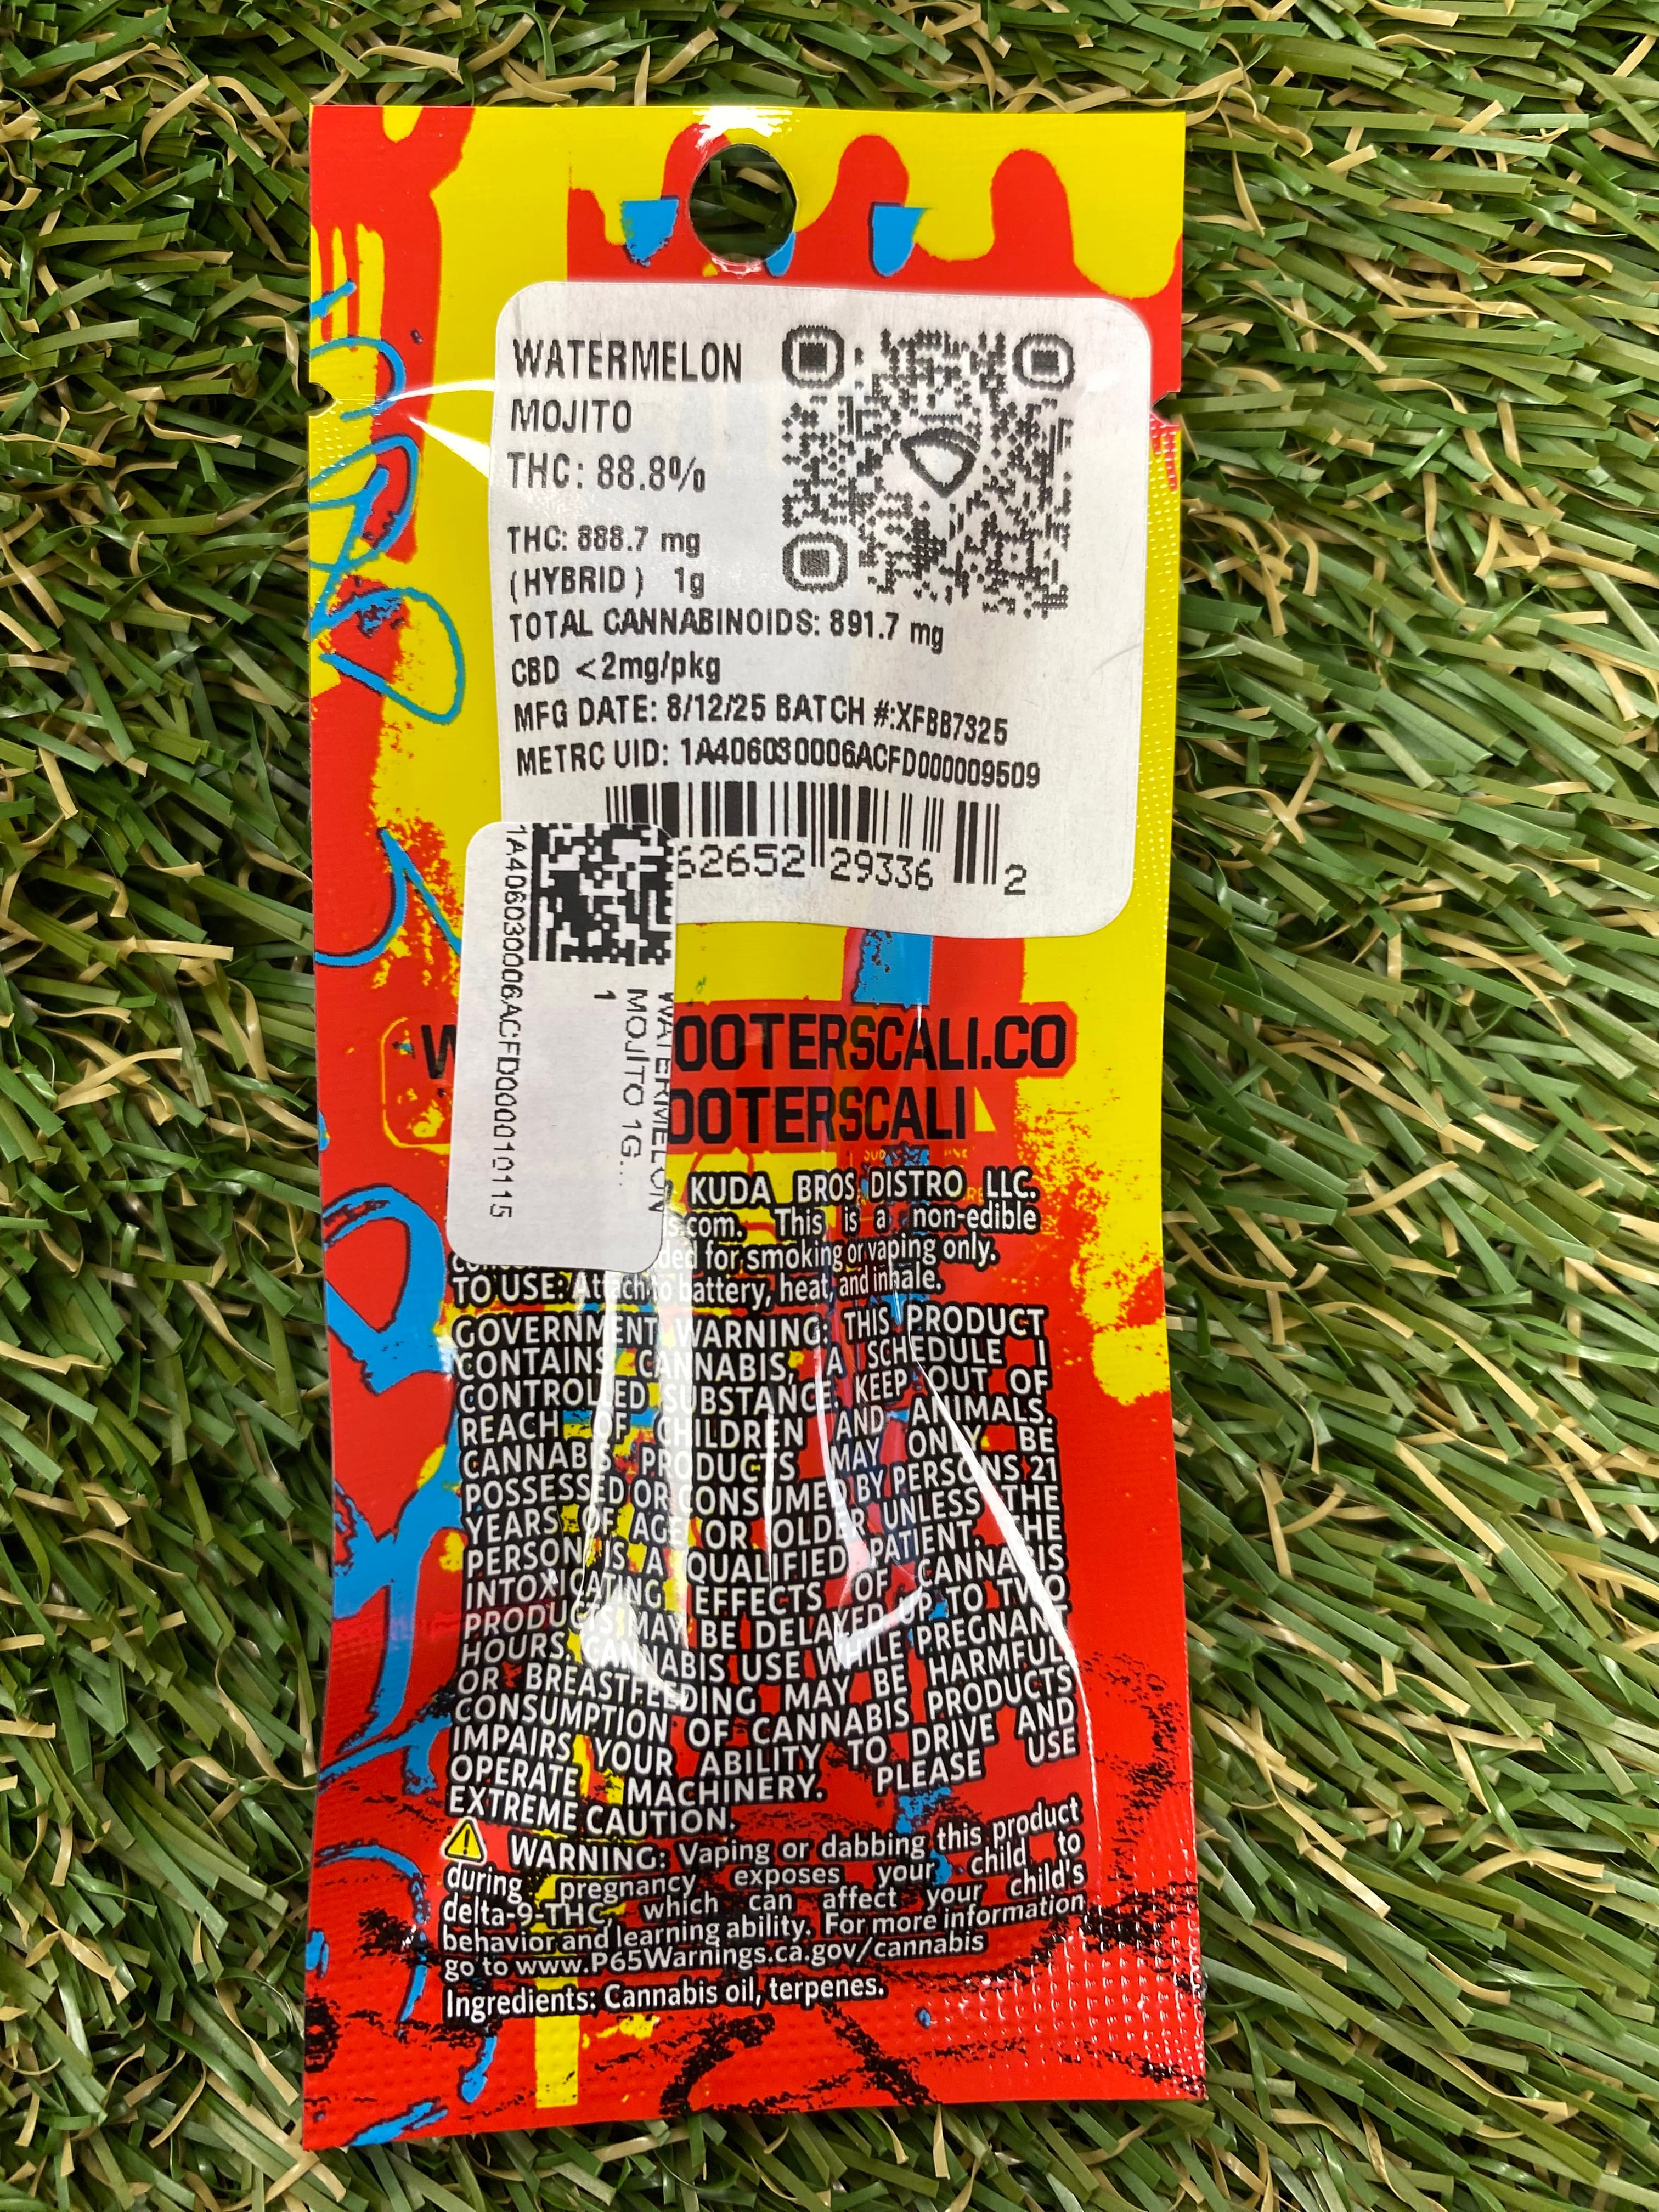 WATERMELON
MOJITO
THC: 88.8%
THC: 888.7 mg
(HYBRID) 1g
TOTAL CANNABINOIDS: 891.7 mg
CBD <2mg/pkg
MFG DATE: 8/12/25 BATCH #:XFBB7325
METRC UID: 1A406030006ACFD000009509
62652 29336 2
1A406030006ACFD000010115
WATERMELON
MOJITO 1G...
1
OOTERSCALI.CO
OOTERSCALI
KUDA BROS DISTRO LLC.
s.com. This is a non-edible
ded for smoking or vaping only.
TO USE: Attach to battery, heat, and inhale.
GOVERNMENT WARNING: THIS PRODUCT
CONTAINS CANNABIS, A SCHEDULE I
CONTROLLED SUBSTANCE. KEEP OUT OF
REACH OF CHILDREN AND ANIMALS.
CANNABIS PRODUCTS MAY ONLY BE
POSSESSED OR CONSUMED BY PERSONS 21
YEARS OF AGE OR OLDER UNLESS THE
PERSON IS A QUALIFIED PATIENT. THE
INTOXICATING EFFECTS OF CANNABIS
PRODUCTS MAY BE DELAYED UP TO TWO
HOURS. CANNABIS USE WHILE PREGNANT
OR BREASTFEEDING MAY BE HARMFUL.
CONSUMPTION OF CANNABIS PRODUCTS
IMPAIRS YOUR ABILITY TO DRIVE AND
OPERATE MACHINERY. PLEASE USE
EXTREME CAUTION.
WARNING: Vaping or dabbing this product
during pregnancy exposes your child to
delta-9-THC, which can affect your child's
behavior and learning ability. For more information
go to www.P65Warnings.ca.gov/cannabis
Ingredients: Cannabis oil, terpenes.